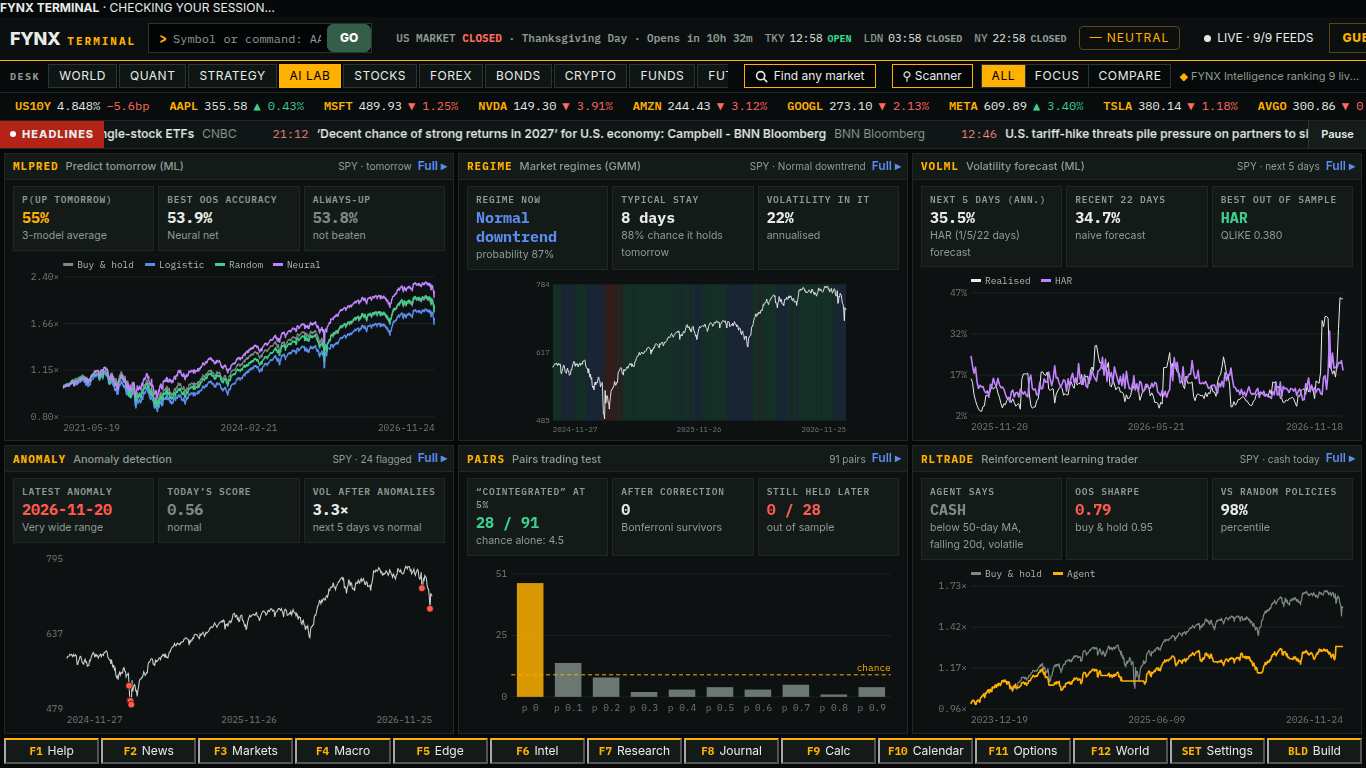 FYNX TERMINAL · CHECKING YOUR SESSION...
FYNX TERMINAL > Symbol or command: AA GO US MARKET CLOSED · Thanksgiving Day · Opens in 10h 32m TKY 12:58 OPEN LDN 03:58 CLOSED NY 22:58 CLOSED — NEUTRAL ● LIVE · 9/9 FEEDS GUE
DESK WORLD QUANT STRATEGY AI LAB STOCKS FOREX BONDS CRYPTO FUNDS FUT Find any market Scanner ALL FOCUS COMPARE ◆ FYNX Intelligence ranking 9 liv...
US10Y 4.848% −5.6bp AAPL 355.58 ▲ 0.43% MSFT 489.93 ▼ 1.25% NVDA 149.30 ▼ 3.91% AMZN 244.43 ▼ 3.12% GOOGL 273.10 ▼ 2.13% META 609.89 ▲ 3.40% TSLA 380.14 ▼ 1.18% AVGO 300.86 ▼ 0
● HEADLINES ngle-stock ETFs CNBC 21:12 'Decent chance of strong returns in 2027' for U.S. economy: Campbell - BNN Bloomberg BNN Bloomberg 12:46 U.S. tariff-hike threats pile pressure on partners to si Pause
MLPRED Predict tomorrow (ML) SPY · tomorrow Full ▸
P(UP TOMORROW) BEST OOS ACCURACY ALWAYS-UP
55% 53.9% 53.8%
3-model average Neural net not beaten
Buy & hold Logistic Random Neural
2.40×
1.66×
1.15×
0.80×
2021-05-19 2024-02-21 2026-11-24
REGIME Market regimes (GMM) SPY · Normal downtrend Full ▸
REGIME NOW TYPICAL STAY VOLATILITY IN IT
Normal downtrend 8 days 22%
probability 87% 88% chance it holds tomorrow annualised
784
637
485
2024-11-27 2025-11-26 2026-11-25
VOLML Volatility forecast (ML) SPY · next 5 days Full ▸
NEXT 5 DAYS (ANN.) RECENT 22 DAYS BEST OUT OF SAMPLE
35.5% 34.7% HAR
HAR (1/5/22 days) forecast naive forecast QLIKE 0.380
Realised HAR
47%
32%
17%
2%
2025-11-20 2026-05-21 2026-11-18
ANOMALY Anomaly detection SPY · 24 flagged Full ▸
LATEST ANOMALY TODAY'S SCORE VOL AFTER ANOMALIES
2026-11-20 0.56 3.3×
Very wide range normal next 5 days vs normal
795
637
479
2024-11-27 2025-11-26 2026-11-25
PAIRS Pairs trading test 91 pairs Full ▸
"COINTEGRATED" AT 5% AFTER CORRECTION STILL HELD LATER
28 / 91 0 0 / 28
chance alone: 4.5 Bonferroni survivors out of sample
51
25
0
chance
p 0 p 0.1 p 0.2 p 0.3 p 0.4 p 0.5 p 0.6 p 0.7 p 0.8 p 0.9
RLTRADE Reinforcement learning trader SPY · cash today Full ▸
AGENT SAYS OOS SHARPE VS RANDOM POLICIES
CASH 0.79 98%
below 50-day MA, falling 20d, volatile buy & hold 0.95 percentile
Buy & hold Agent
1.73×
1.42×
1.17×
0.96×
2023-12-19 2025-06-09 2026-11-24
F1 Help F2 News F3 Markets F4 Macro F5 Edge F6 Intel F7 Research F8 Journal F9 Calc F10 Calendar F11 Options F12 World SET Settings BLD Build